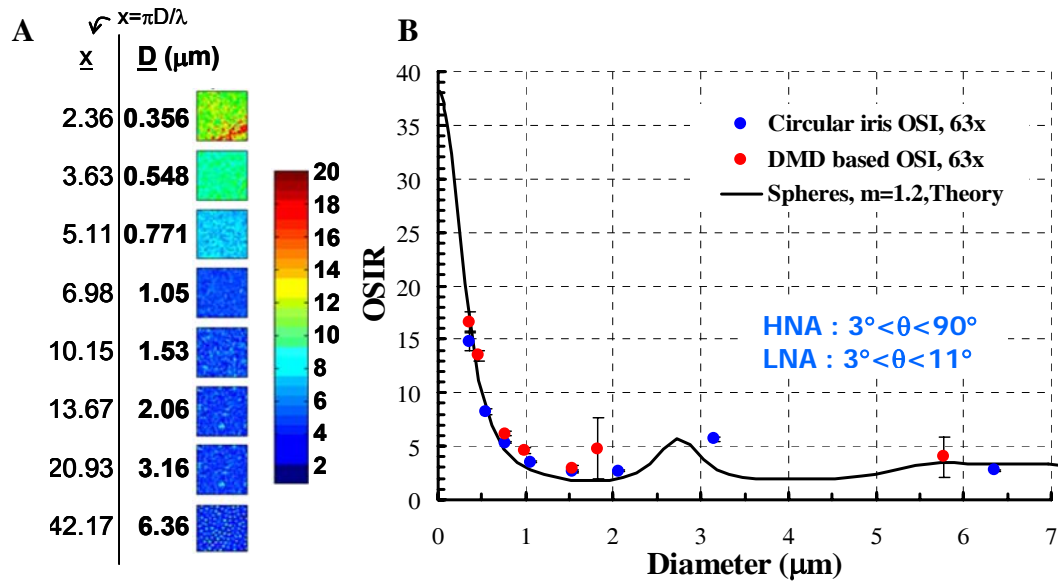 A
x=πD/λ
x D (μm)
2.36 0.356
3.63 0.548
5.11 0.771
6.98 1.05
10.15 1.53
13.67 2.06
20.93 3.16
42.17 6.36
20
18
16
14
12
10
8
6
4
2
B
40
35
30
25
20
15
10
5
0
OSIR
Circular iris OSI, 63x
DMD based OSI, 63x
Spheres, m=1.2,Theory
HNA : 3°<θ<90°
LNA : 3°<θ<11°
0 1 2 3 4 5 6 7
Diameter (μm)